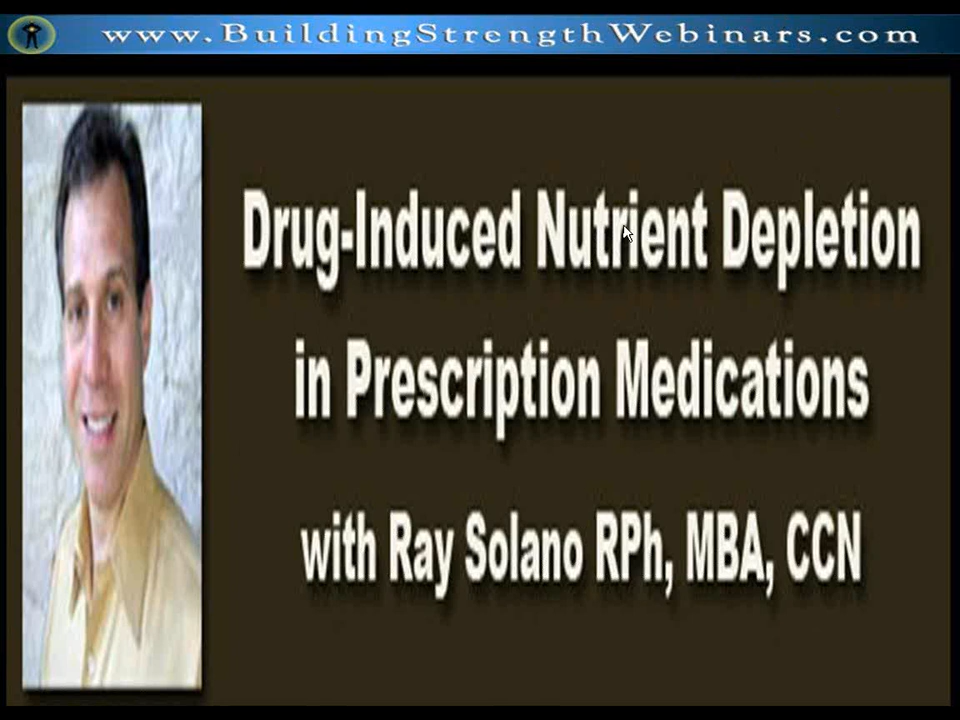 www.BuildingStrengthWebinars.com
Drug-Induced Nutrient Depletion
in Prescription Medications
with Ray Solano RPh, MBA, CCN